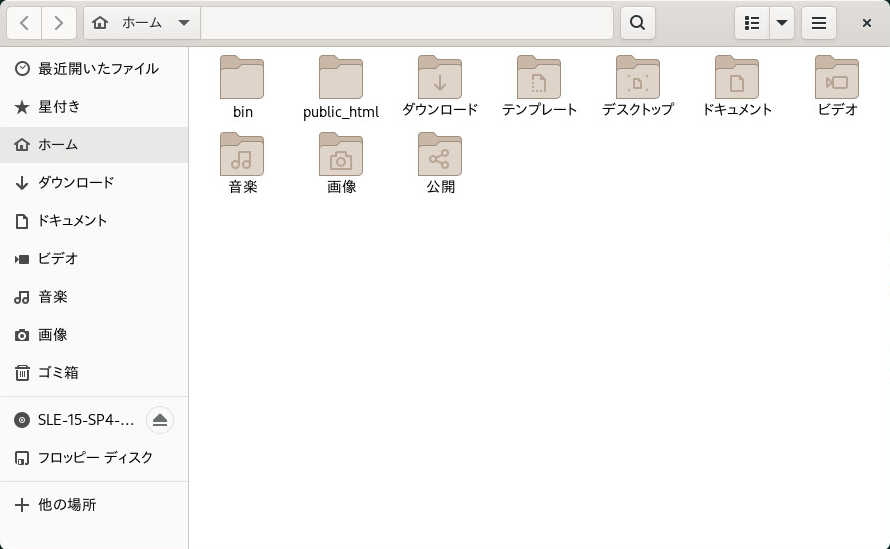 ホーム
最近開いたファイル
星付き
ホーム
ダウンロード
ドキュメント
ビデオ
音楽
画像
ゴミ箱
SLE-15-SP4-...
フロッピー ディスク
他の場所
bin
public_html
ダウンロード
テンプレート
デスクトップ
ドキュメント
ビデオ
音楽
画像
公開